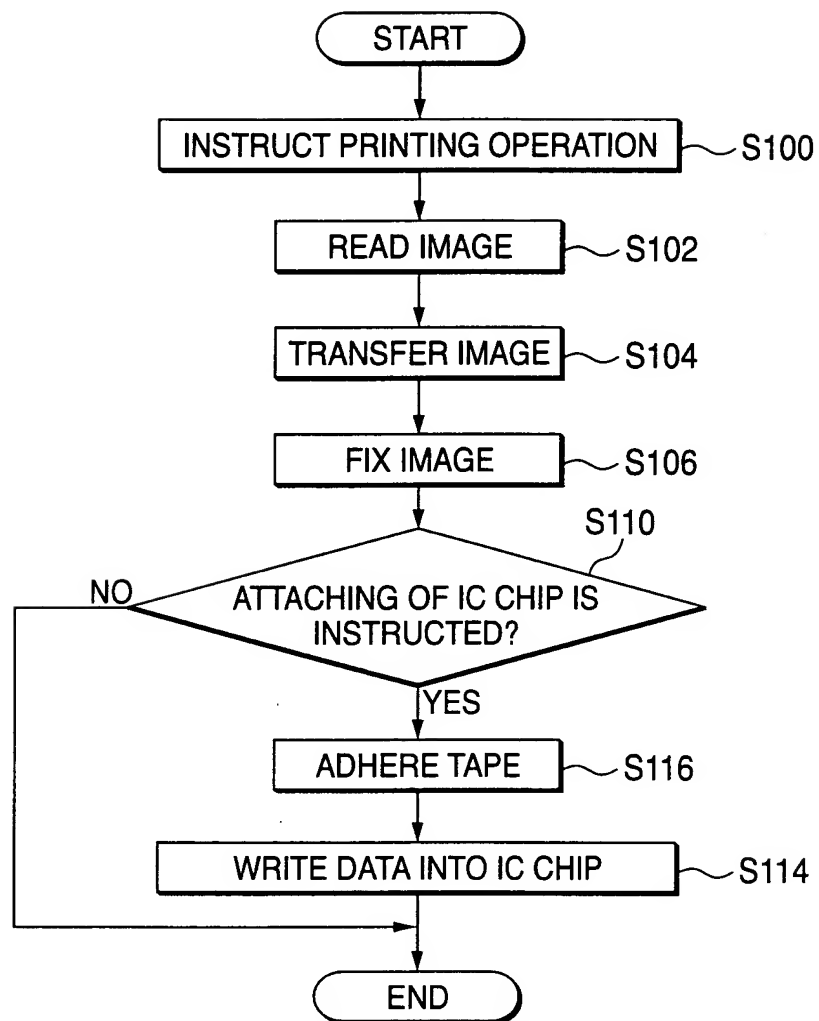 START
INSTRUCT PRINTING OPERATION S100
READ IMAGE S102
TRANSFER IMAGE S104
FIX IMAGE S106
S110
NO
ATTACHING OF IC CHIP IS
INSTRUCTED?
YES
ADHERE TAPE S116
WRITE DATA INTO IC CHIP S114
END